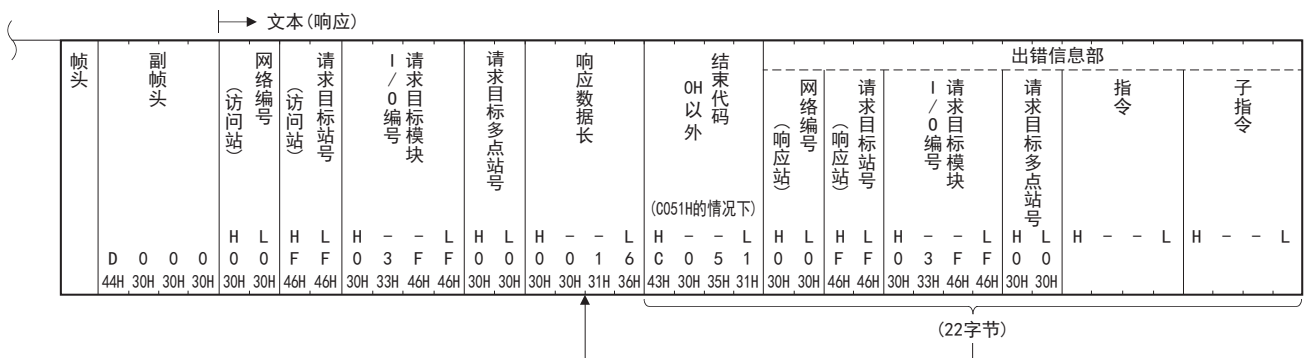 文本(响应)
出错信息部
帧头
副帧头
网络编号
(访问站)
请求目标站号
(访问站)
请求目标模块
I/O编号
请求目标多点站号
响应数据长
结束代码
0H以外
(C051H的情况下)
网络编号
(响应站)
请求目标站号
(响应站)
请求目标模块
I/O编号
请求目标多点站号
指令
子指令
H L H L H - - L H L H - - L H - - L H L H L H - - L H L H - - L H - - L
D 0 0 0 0 0 F F 0 3 F F 0 0 0 0 1 6 C 0 5 1 0 0 F F 0 3 F F 0 0
44H 30H 30H 30H 30H 30H 46H 46H 30H 33H 46H 46H 30H 30H 30H 30H 31H 36H 43H 30H 35H 31H 30H 30H 46H 46H 30H 33H 46H 46H 30H 30H
(22字节)